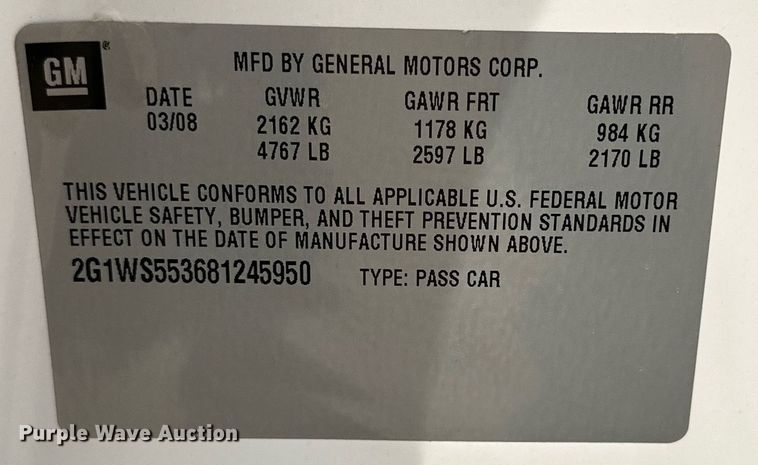 GM
MFD BY GENERAL MOTORS CORP.
DATE GVWR GAWR FRT GAWR RR
03/08 2162 KG 1178 KG 984 KG
4767 LB 2597 LB 2170 LB
THIS VEHICLE CONFORMS TO ALL APPLICABLE U.S. FEDERAL MOTOR
VEHICLE SAFETY, BUMPER, AND THEFT PREVENTION STANDARDS IN
EFFECT ON THE DATE OF MANUFACTURE SHOWN ABOVE.
2G1WS553681245950 TYPE: PASS CAR
Purple Wave Auction